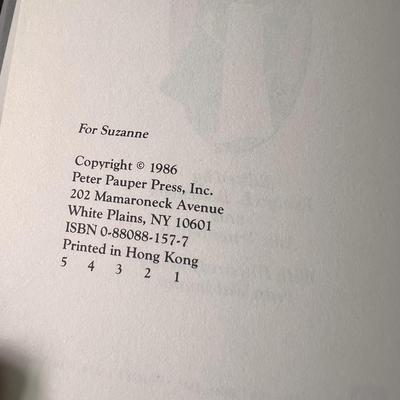 For Suzanne
Copyright © 1986
Peter Pauper Press, Inc.
202 Mamaroneck Avenue
White Plains, NY 10601
ISBN 0-88088-157-7
Printed in Hong Kong
5 4 3 2 1